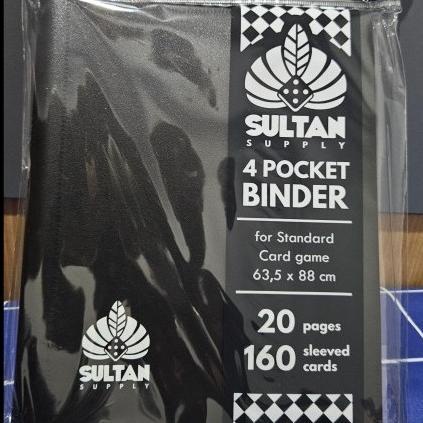 SULTAN
SUPPLY
4 POCKET
BINDER
for Standard
Card game
63,5 x 88 cm
20 pages
160 sleeved
cards
SULTAN
SUPPLY